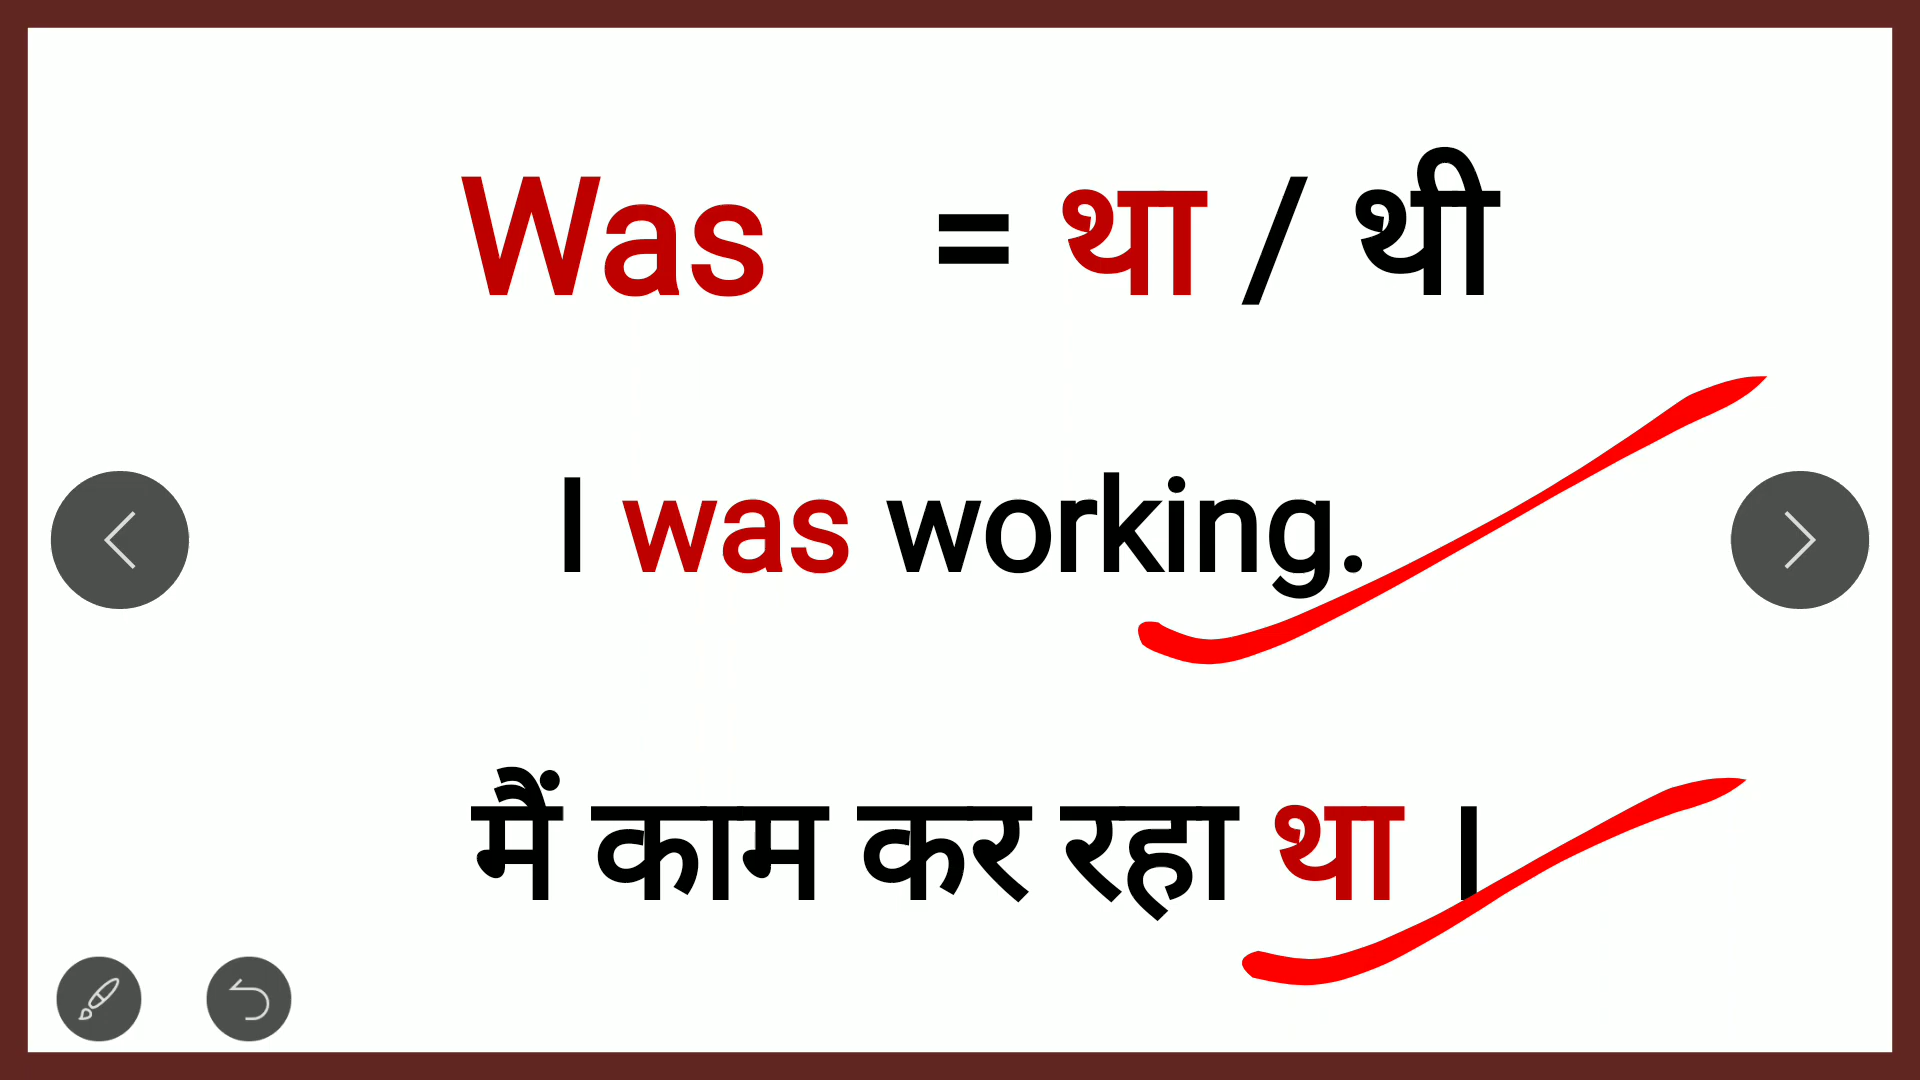 Was = था / थी
I was working.
मैं काम कर रहा था ।